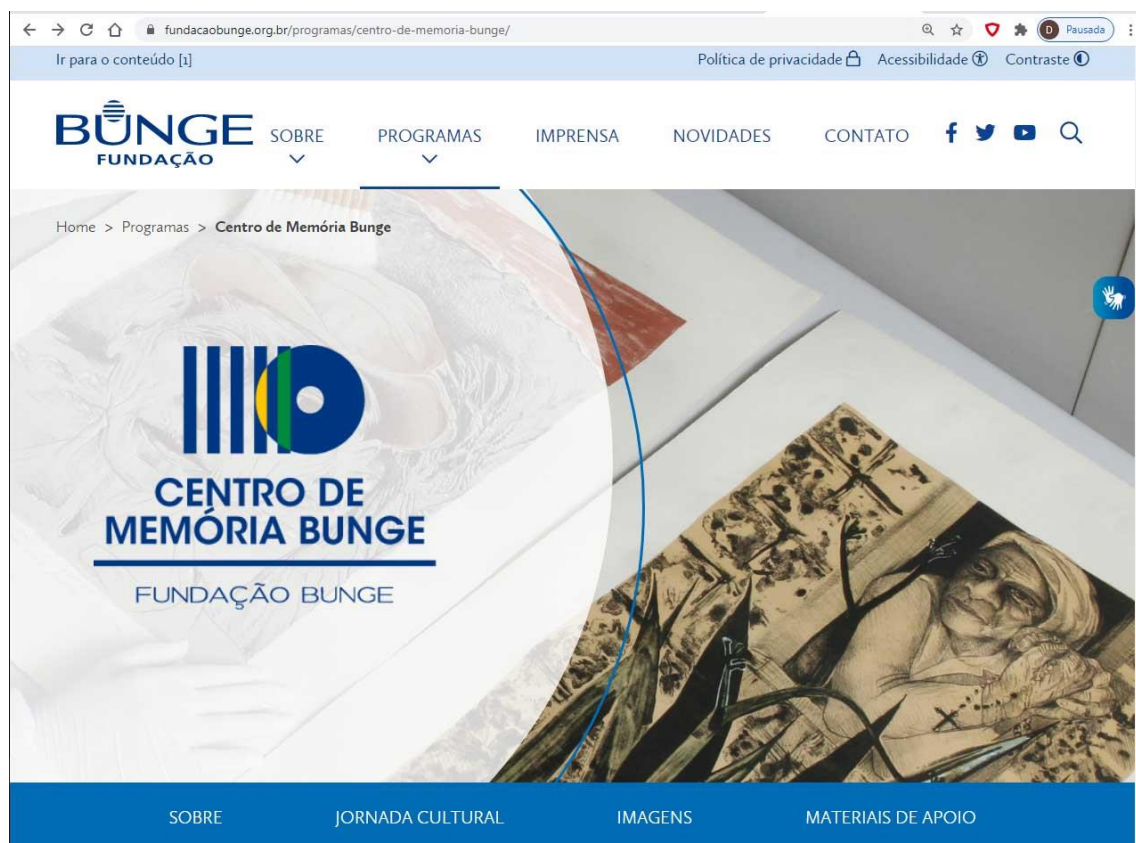 fundacaobunge.org.br/programas/centro-de-memoria-bunge/
D Pausada
Ir para o conteúdo [1]
Política de privacidade Acessibilidade Contraste
BUNGE
FUNDAÇÃO
SOBRE PROGRAMAS IMPRENSA NOVIDADES CONTATO
Home > Programas > Centro de Memória Bunge
CENTRO DE
MEMÓRIA BUNGE
FUNDAÇÃO BUNGE
SOBRE JORNADA CULTURAL IMAGENS MATERIAIS DE APOIO